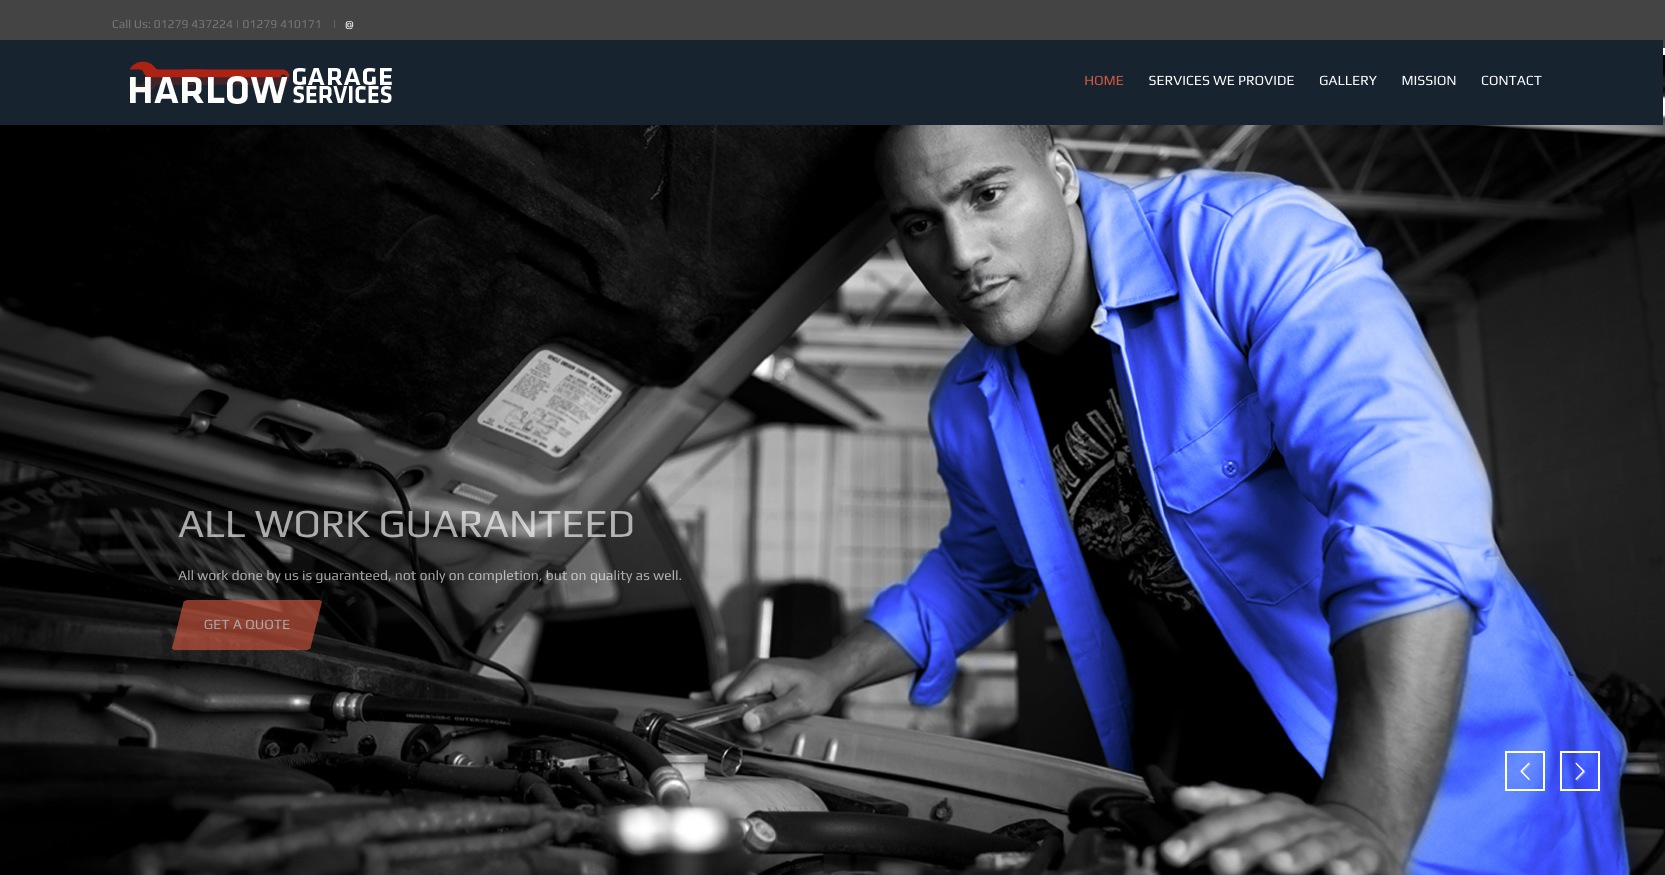 Call Us: 01279 437224 | 01279 410171 | @
HARLOW GARAGE SERVICES
HOME SERVICES WE PROVIDE GALLERY MISSION CONTACT
ALL WORK GUARANTEED
All work done by us is guaranteed, not only on completion, but on quality as well.
GET A QUOTE